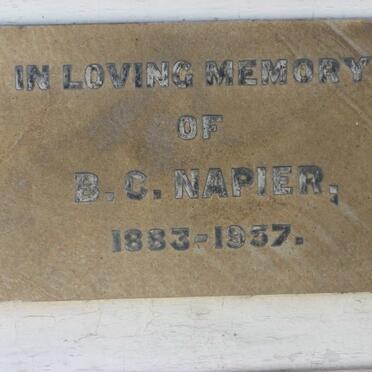 IN LOVING MEMORY
OF
B. C. NAPIER,
1883-1957.